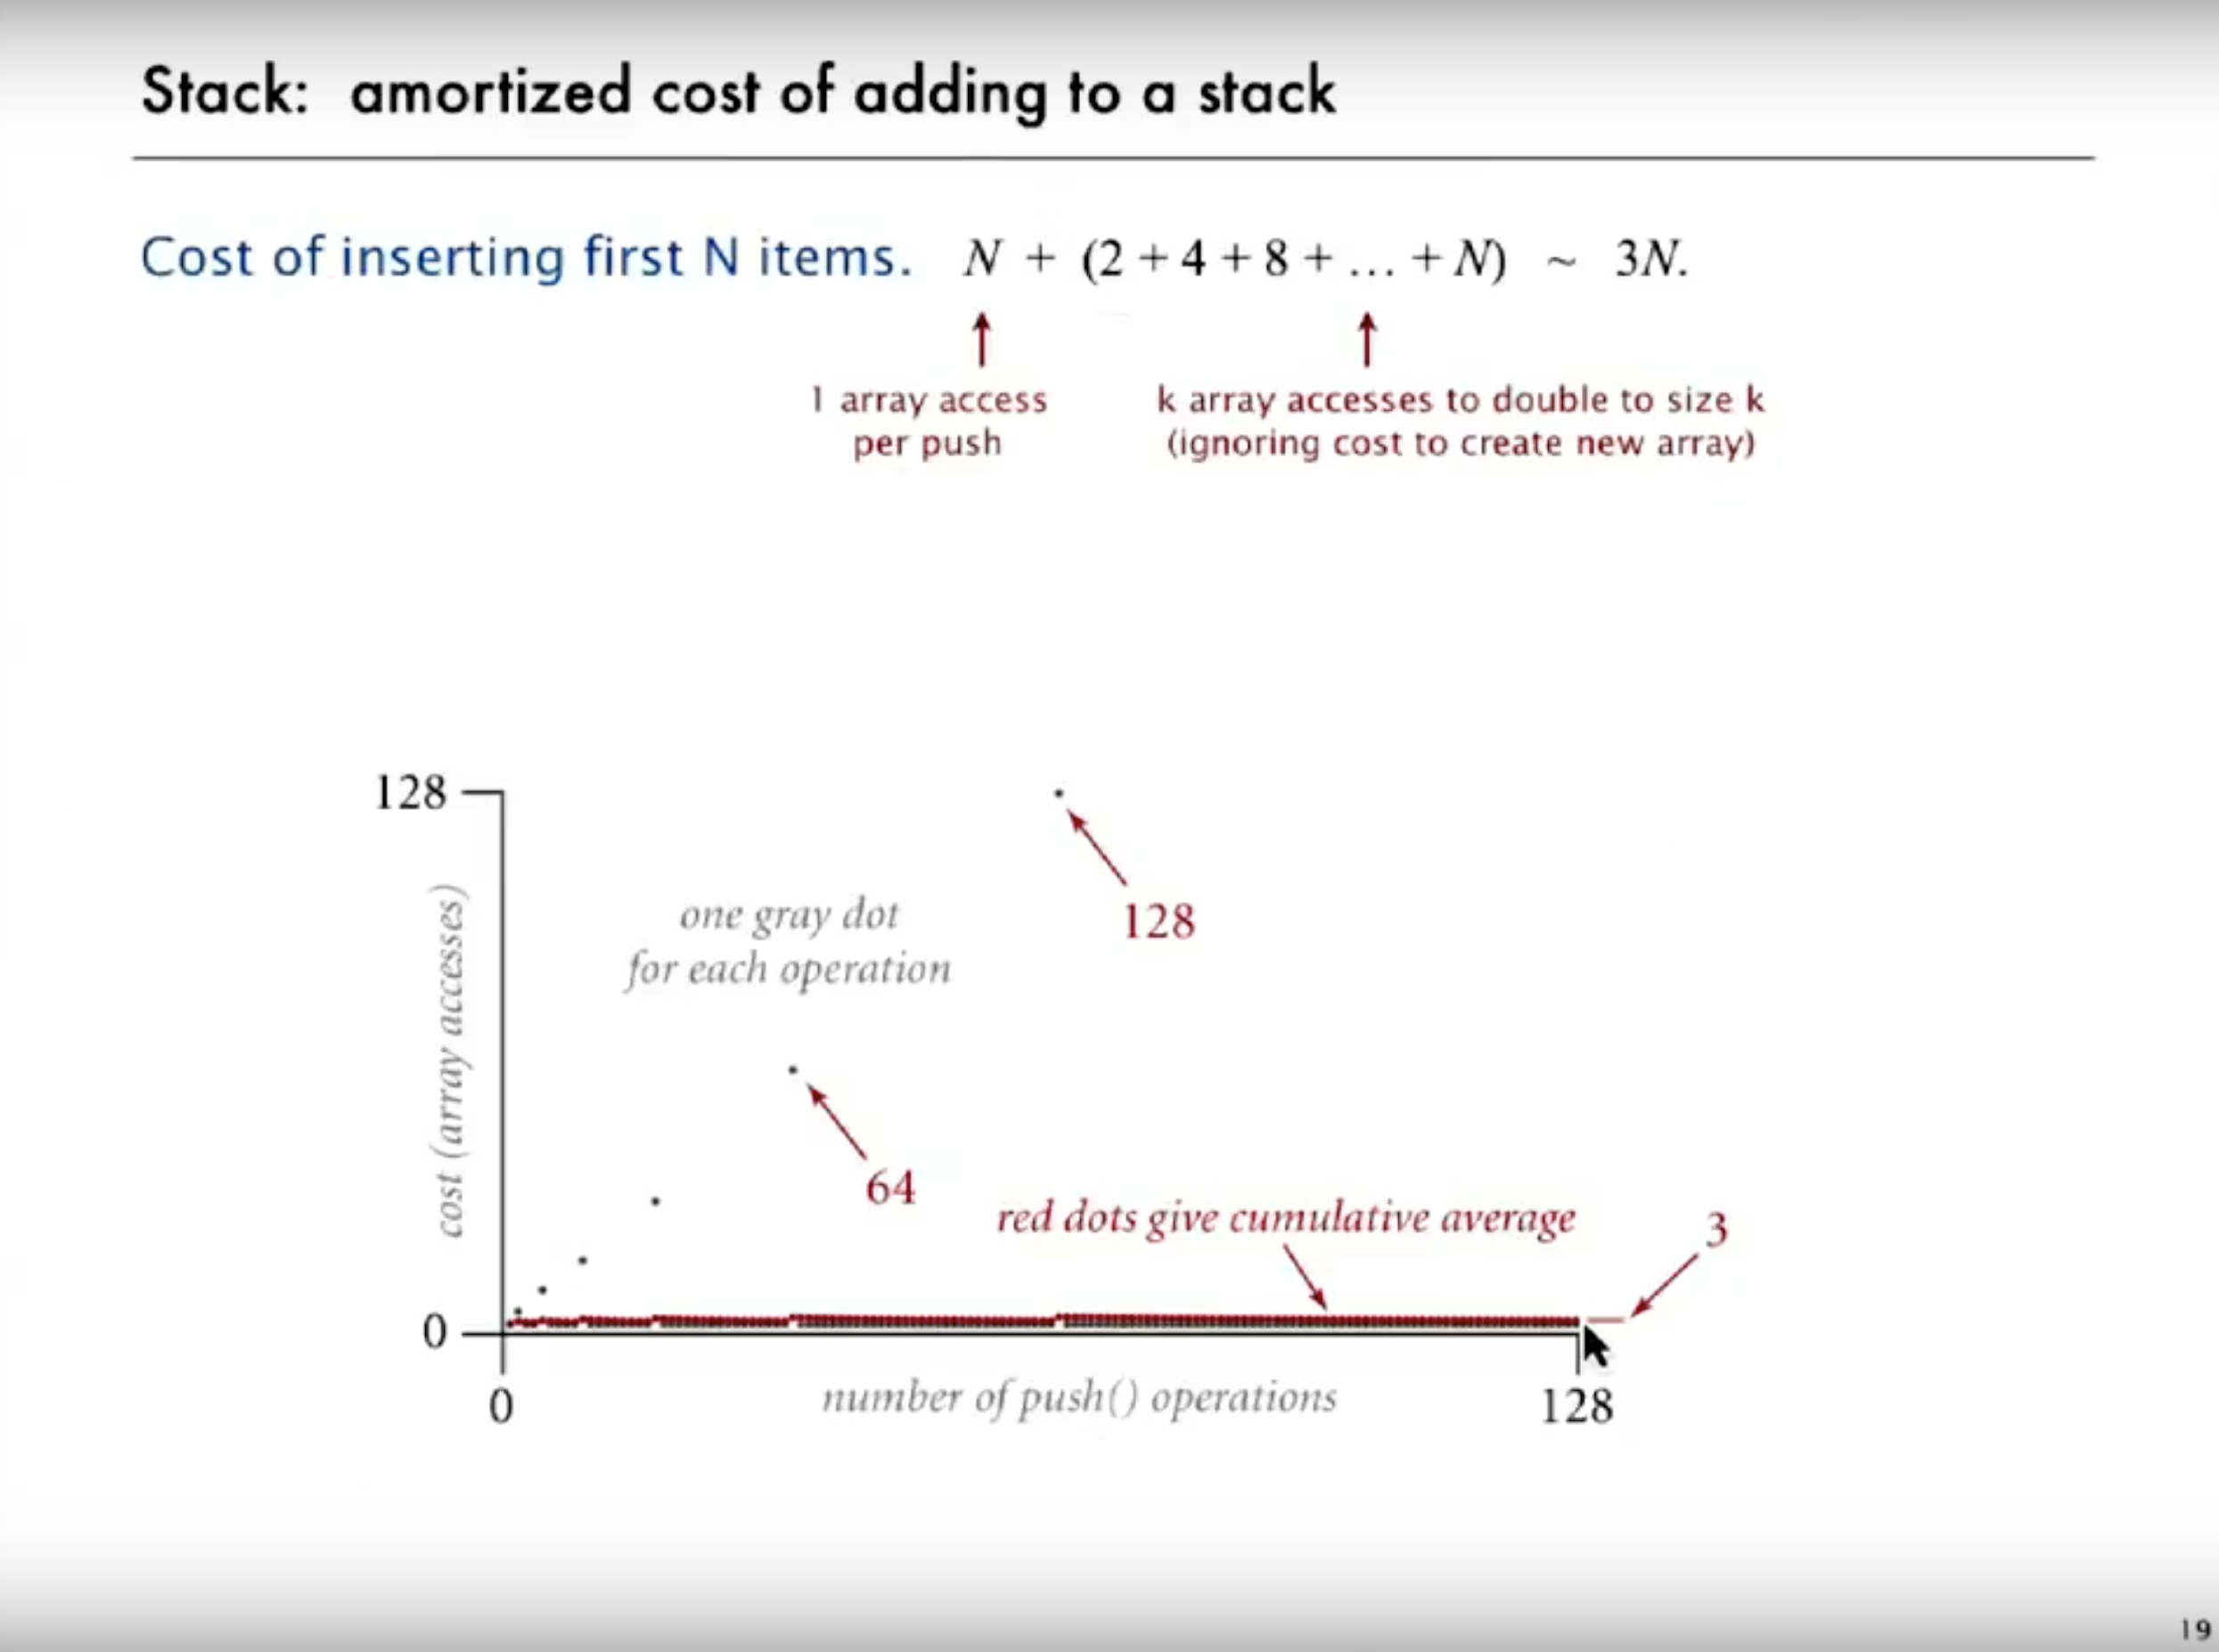 Stack: amortized cost of adding to a stack
Cost of inserting first N items. N + (2 + 4 + 8 + … + N) ~ 3N.
1 array access
per push
k array accesses to double to size k
(ignoring cost to create new array)
128
cost (array accesses)
one gray dot
for each operation
128
64
red dots give cumulative average
3
0
0
number of push() operations
128
19